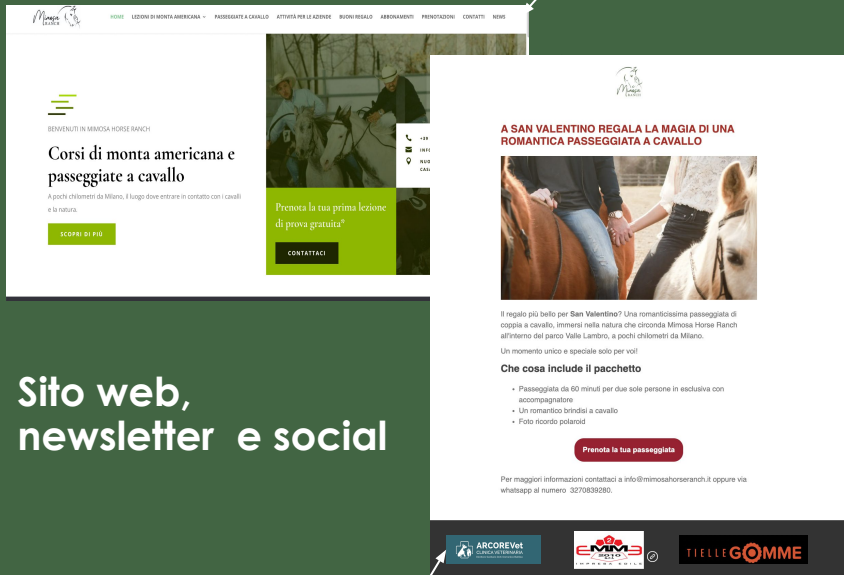 Mimosa
RANCH
HOME LEZIONI DI MONTA AMERICANA PASSEGGIATE A CAVALLO ATTIVITÀ PER LE AZIENDE BUONI REGALO ABBONAMENTI PRENOTAZIONI CONTATTI NEWS
BENVENUTI IN MIMOSA HORSE RANCH
Corsi di monta americana e
passeggiate a cavallo
A pochi chilometri da Milano, il luogo dove entrare in contatto con i cavalli
e la natura.
SCOPRI DI PIÙ
+39
INFO
NUO
CASA
Prenota la tua prima lezione
di prova gratuita*
CONTATTACI
Sito web,
newsletter e social
Mimosa
RANCH
A SAN VALENTINO REGALA LA MAGIA DI UNA
ROMANTICA PASSEGGIATA A CAVALLO
Il regalo più bello per San Valentino? Una romanticissima passeggiata di
coppia a cavallo, immersi nella natura che circonda Mimosa Horse Ranch
all'interno del parco Valle Lambro, a pochi chilometri da Milano.
Un momento unico e speciale solo per voi!
Che cosa include il pacchetto
• Passeggiata da 60 minuti per due sole persone in esclusiva con
accompagnatore
• Un romantico brindisi a cavallo
• Foto ricordo polaroid
Prenota la tua passeggiata
Per maggiori informazioni contattaci a info@mimosahorseranch.it oppure via
whatsapp al numero 3270839280.
ARCOREVet
CLINICA VETERINARIA
EMME
2010
IMPRESA EDILE
TIELLE GOMME